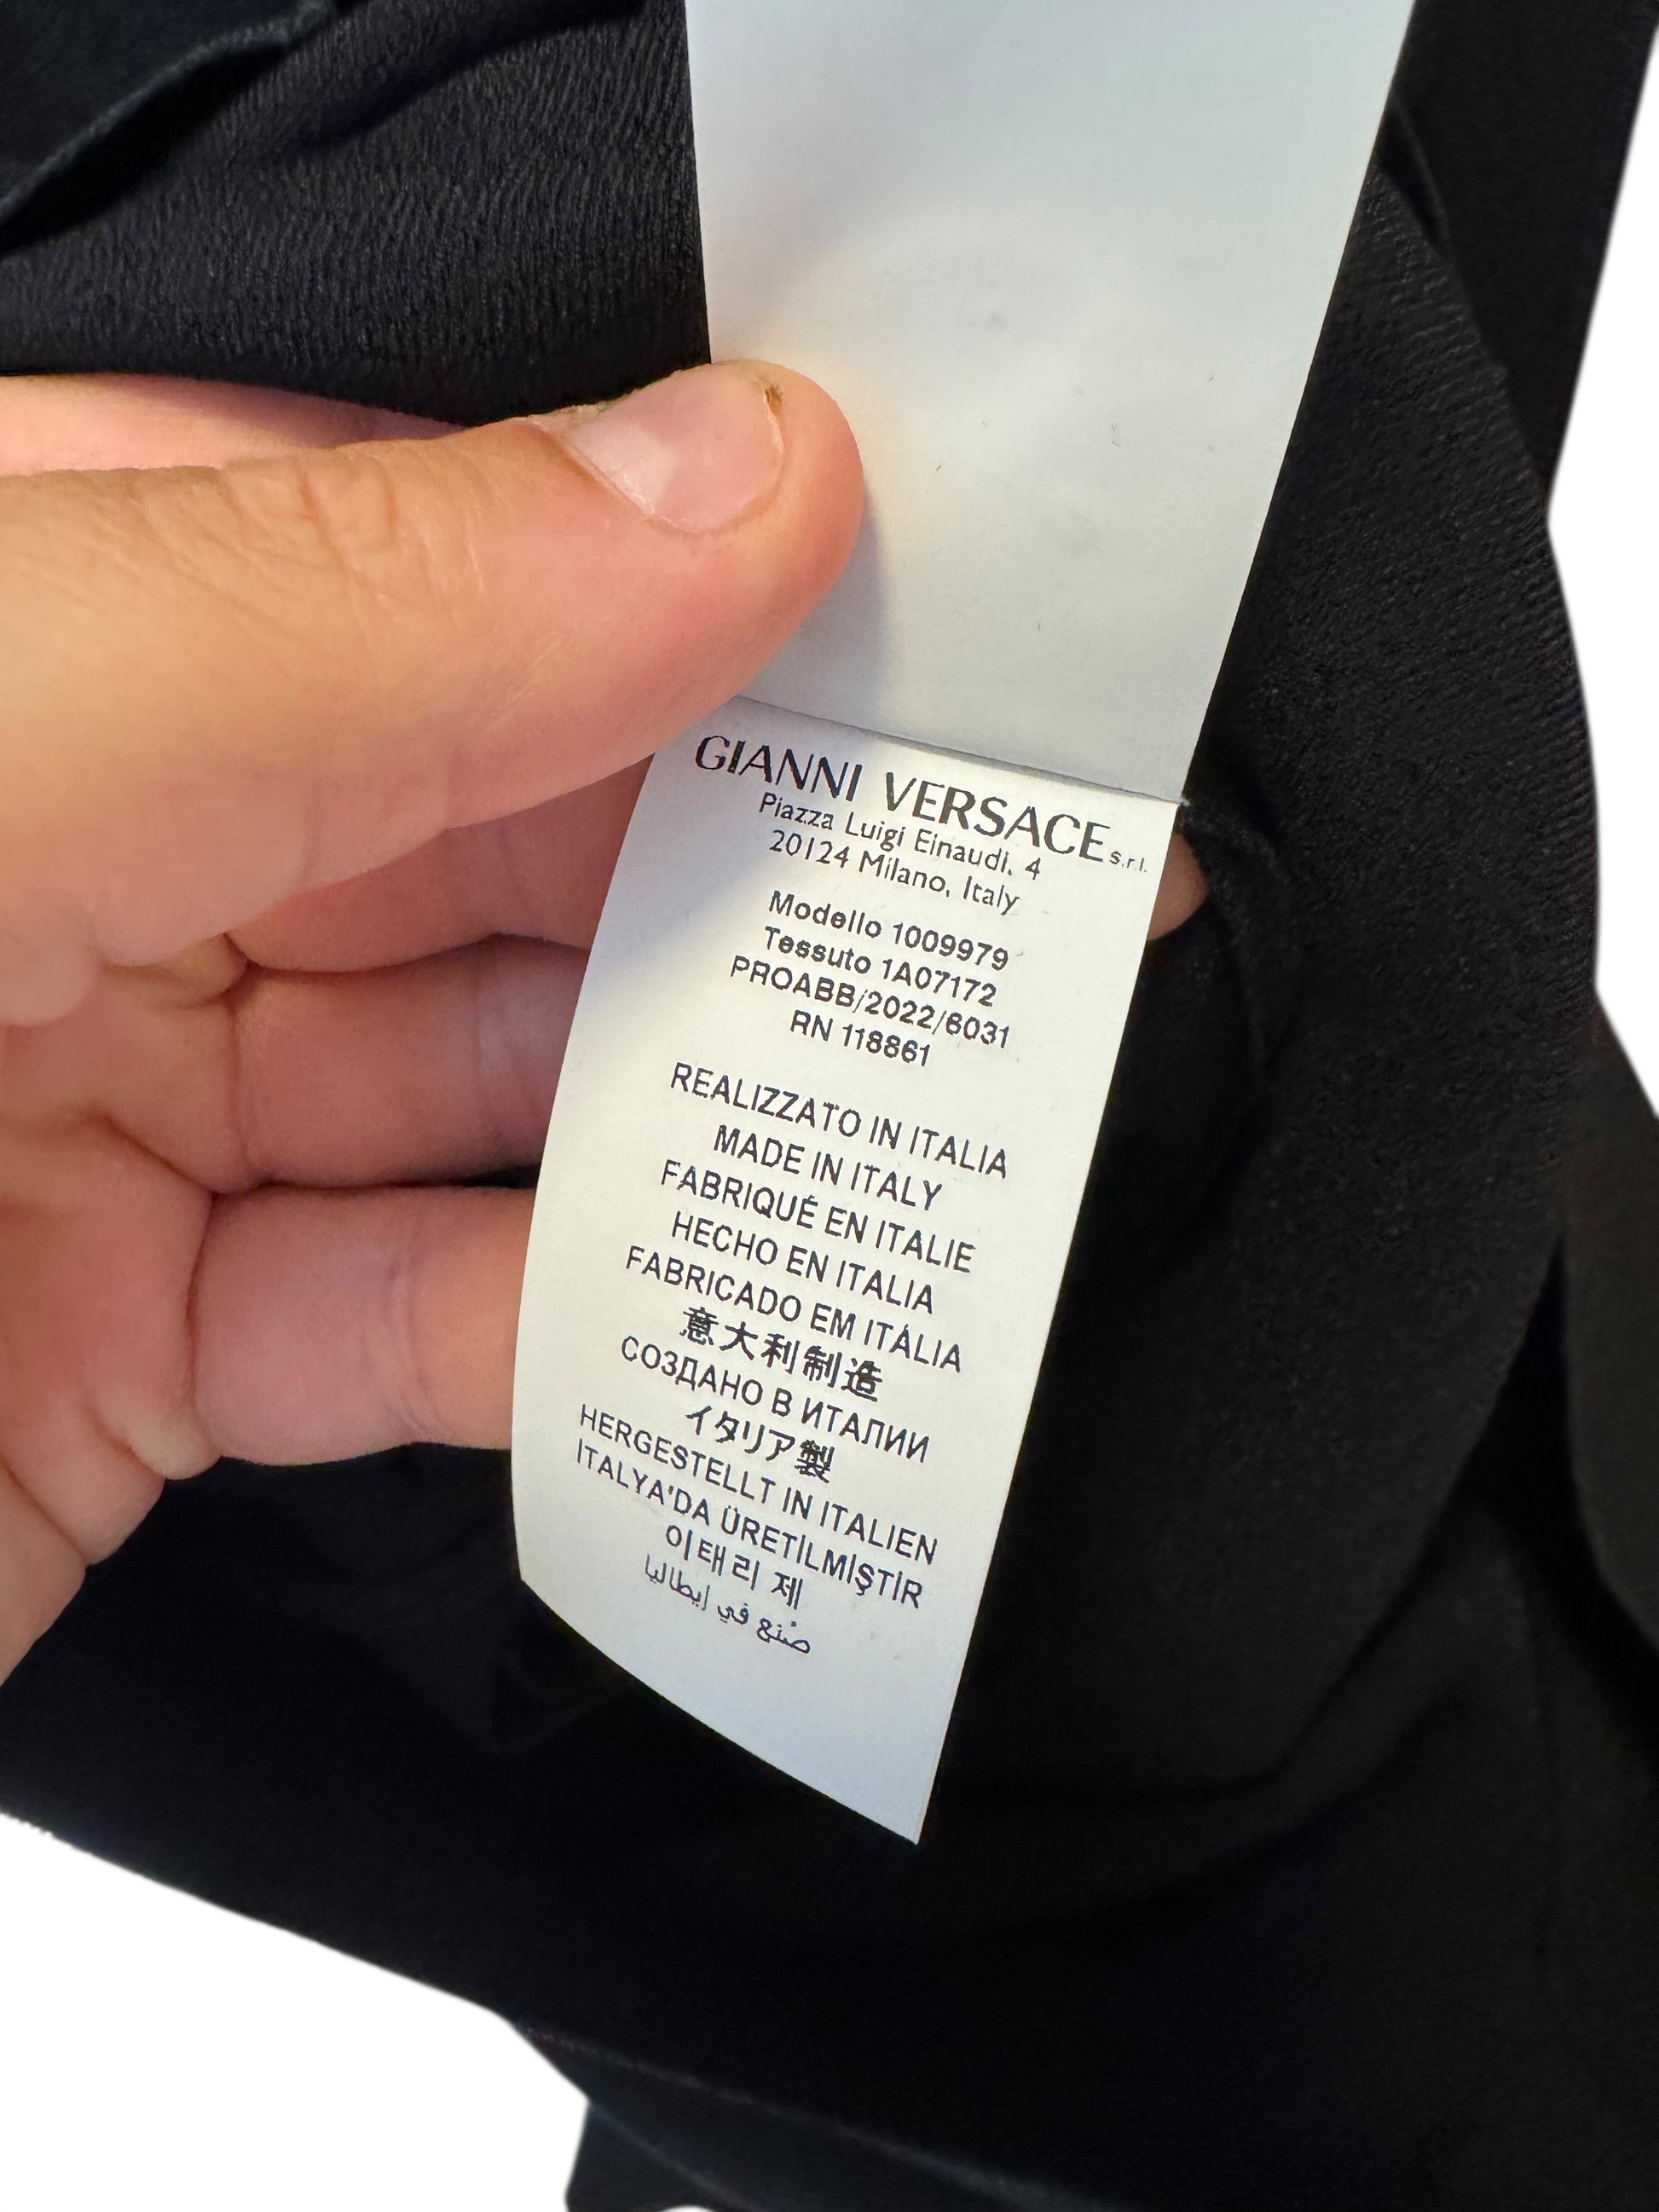 GIANNI VERSACE s.r.l.
Piazza Luigi Einaudi, 4
20124 Milano, Italy
Modello 1009979
Tessuto 1A07172
PROABB/2022/6031
RN 118861
REALIZZATO IN ITALIA
MADE IN ITALY
FABRIQUÉ EN ITALIE
HECHO EN ITALIA
FABRICADO EM ITÁLIA
意大利制造
СОЗДАНО В ИТАЛИИ
イタリア製
HERGESTELLT IN ITALIEN
ITALYA'DA ÜRETİLMİŞTİR
이태리 제
صُنع في إيطاليا